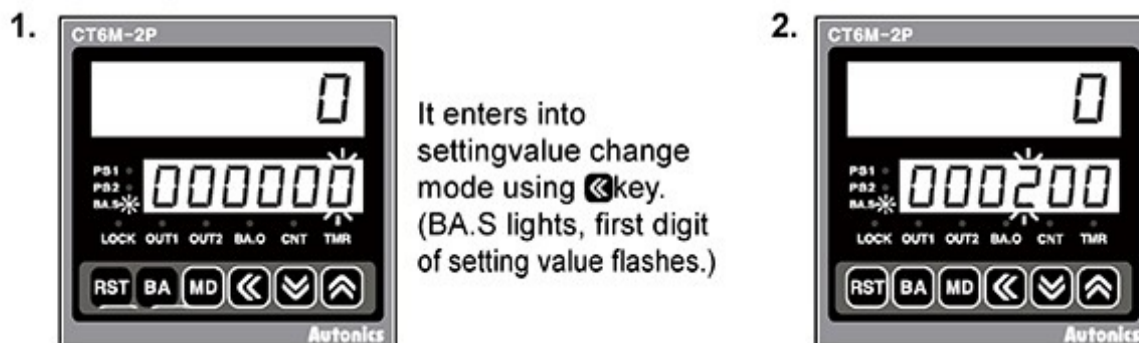 1.
CT6M-2P
0
PS1
PS2
BA.S
000000
LOCK OUT1 OUT2 BA.O CNT TMR
RST BA MD
Autonics
It enters into
settingvalue change
mode using key.
(BA.S lights, first digit
of setting value flashes.)
2.
CT6M-2P
0
PS1
PS2
BA.S
000200
LOCK OUT1 OUT2 BA.O CNT TMR
RST BA MD
Autonics